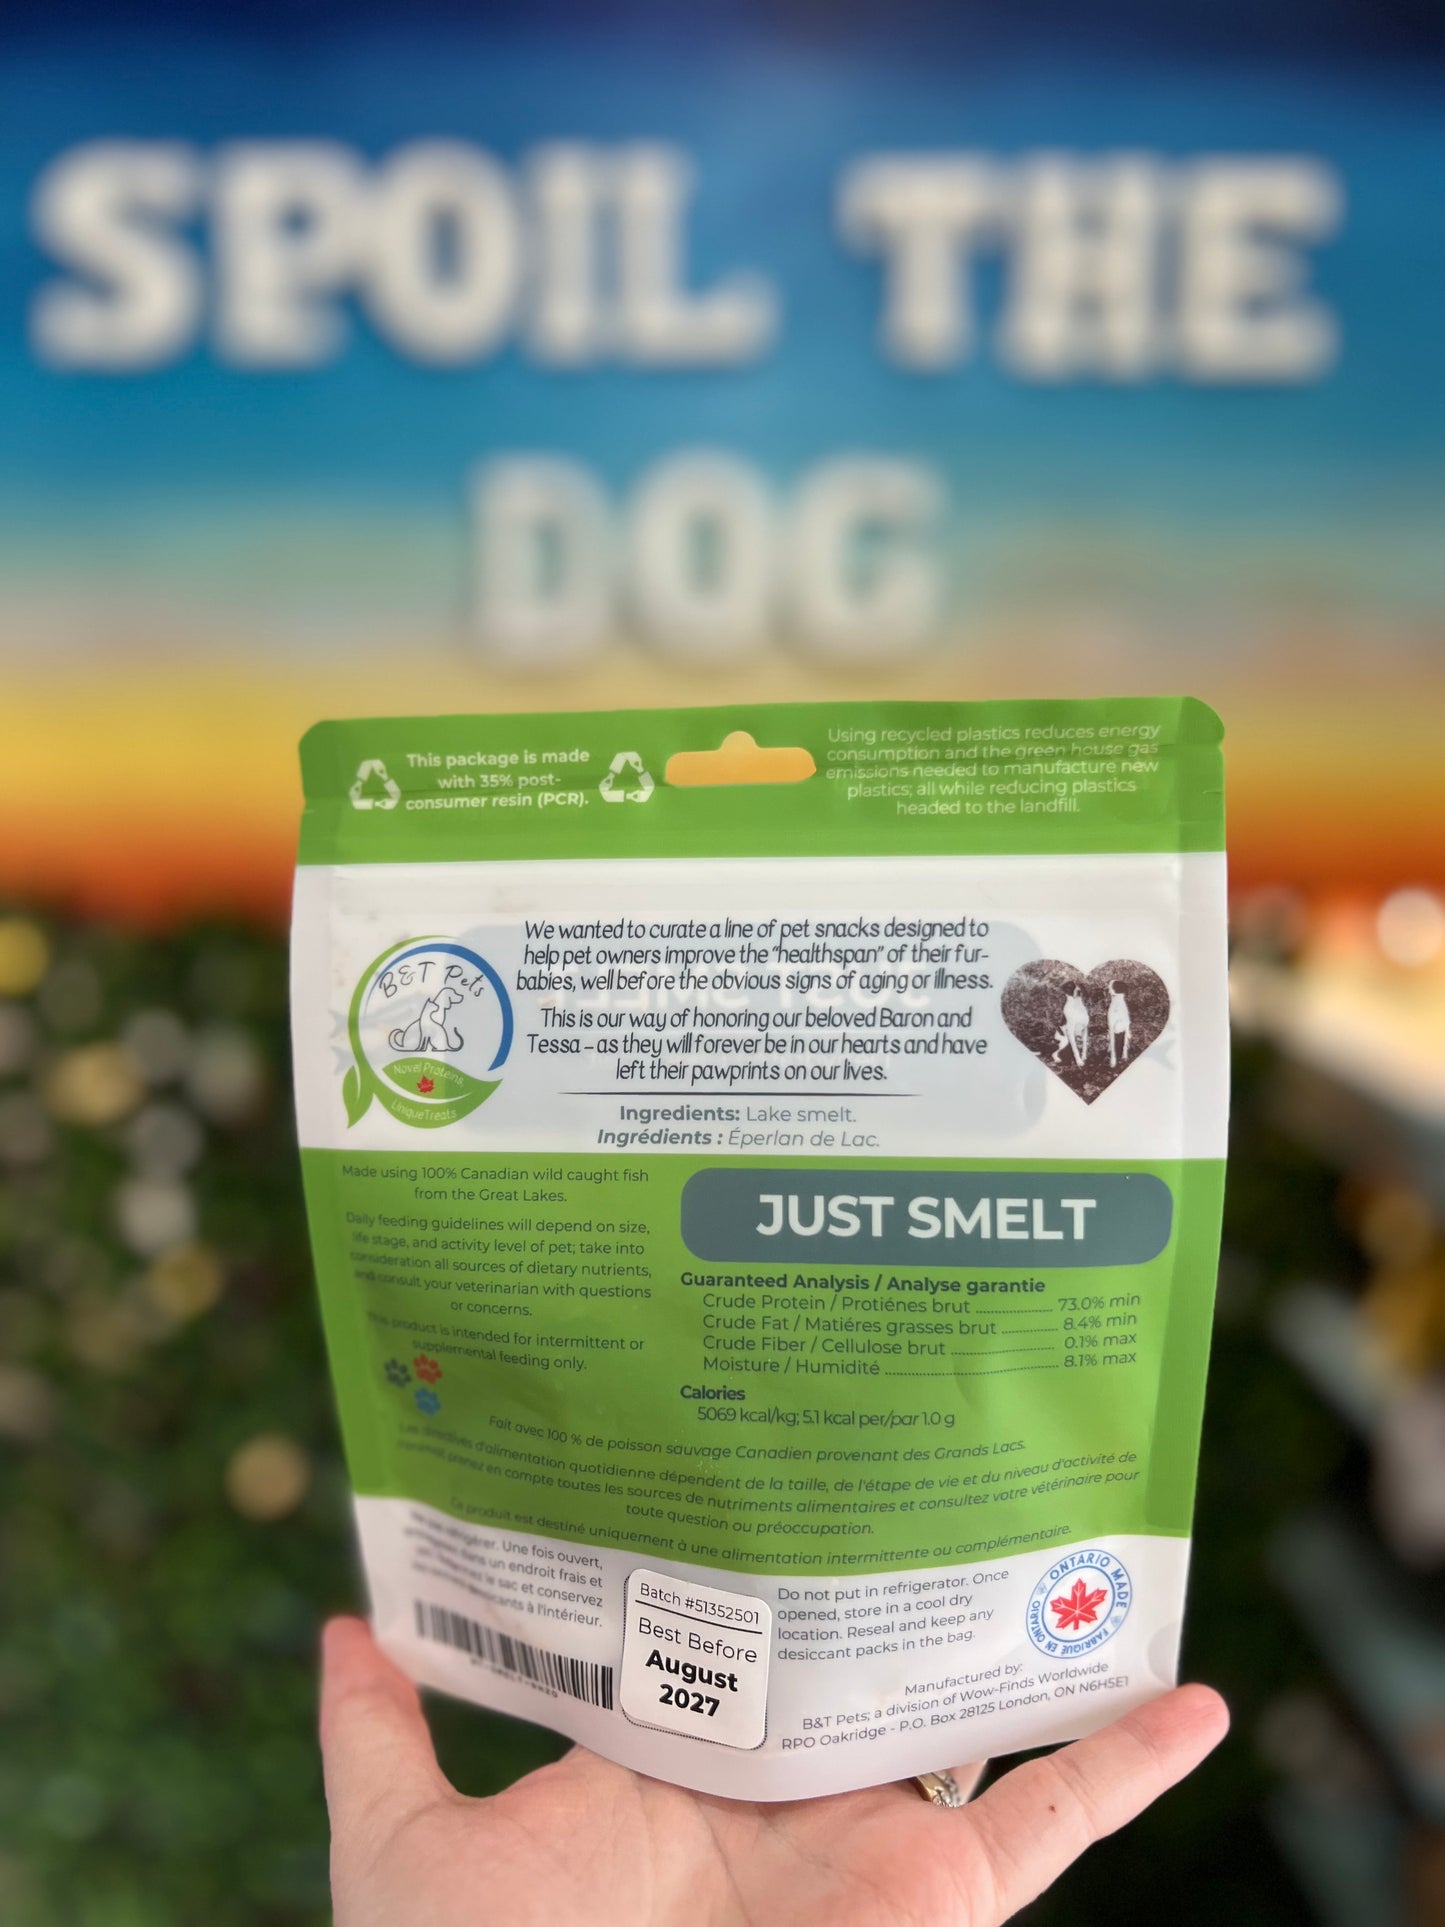 SPOIL THE
DOG
This package is made
with 35% post-
consumer resin (PCR).
Using recycled plastics reduces energy
consumption and the green house gas
emissions needed to manufacture new
plastics; all while reducing plastics
headed to the landfill.
B&T Pets
Novel Proteins,
Unique Treats
We wanted to curate a line of pet snacks designed to
help pet owners improve the "healthspan" of their fur-
babies, well before the obvious signs of aging or illness.
This is our way of honoring our beloved Baron and
Tessa – as they will forever be in our hearts and have
left their pawprints on our lives.
Ingredients: Lake smelt.
Ingrédients : Éperlan de Lac.
Made using 100% Canadian wild caught fish
from the Great Lakes.
Daily feeding guidelines will depend on size,
life stage, and activity level of pet; take into
consideration all sources of dietary nutrients,
and consult your veterinarian with questions
or concerns.
This product is intended for intermittent or
supplemental feeding only.
JUST SMELT
Guaranteed Analysis / Analyse garantie
Crude Protein / Protiénes brut ............... 73.0% min
Crude Fat / Matiéres grasses brut ........... 8.4% min
Crude Fiber / Cellulose brut ..................... 0.1% max
Moisture / Humidité ................................... 8.1% max
Calories
5069 kcal/kg; 5.1 kcal per/par 1.0 g
Fait avec 100 % de poisson sauvage Canadien provenant des Grands Lacs.
Les directives d'alimentation quotidienne dépendent de la taille, de l'étape de vie et du niveau d'activité de
prenez en compte toutes les sources de nutriments alimentaires et consultez votre vétérinaire pour
toute question ou préoccupation.
Ce produit est destiné uniquement à une alimentation intermittente ou complémentaire.
Une fois ouvert,
dans un endroit frais et
le sac et conservez
à l'intérieur.
Batch #51352501
Best Before
August
2027
Do not put in refrigerator. Once
opened, store in a cool dry
location. Reseal and keep any
desiccant packs in the bag.
ONTARIO MADE
FABRIQUÉ EN ONTARIO
Manufactured by:
B&T Pets; a division of Wow-Finds Worldwide
RPO Oakridge - P.O. Box 28125 London, ON N6H5E1